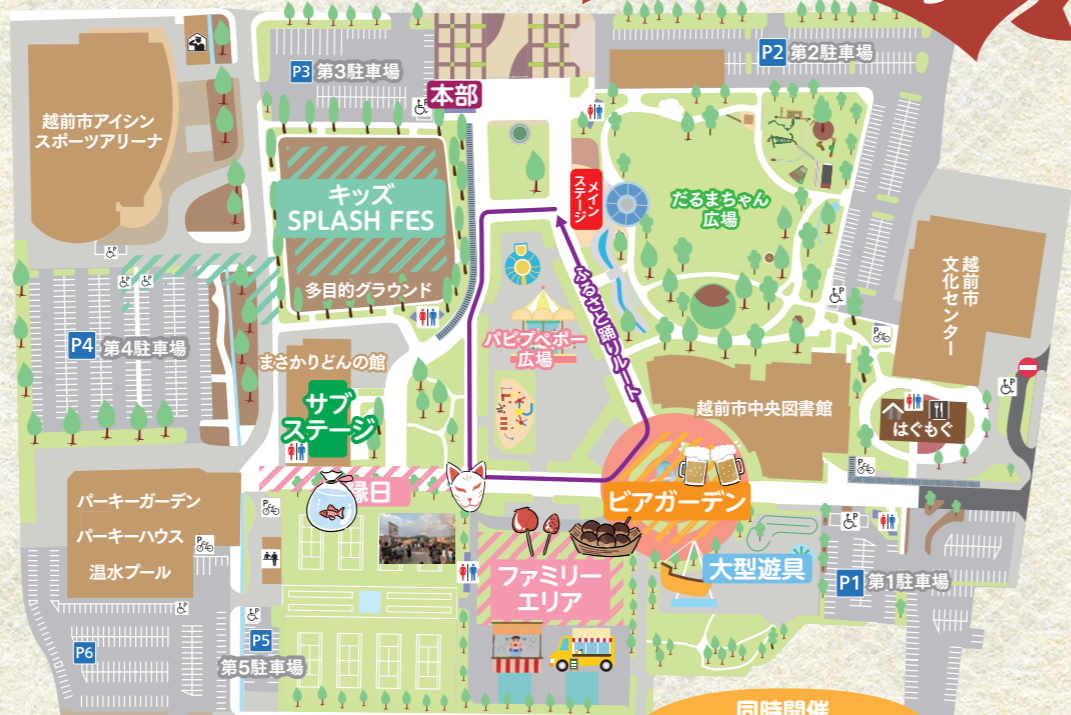 P3 第3駐車場
P2 第2駐車場
本部
越前市アイシン
スポーツアリーナ
キッズ
SPLASH FES
多目的グラウンド
メイン
ステージ
だるまちゃん
広場
越前市
文化センター
ふるさと踊りルート
パピプペポー
広場
P4 第4駐車場
まさかりどんの館
サブ
ステージ
越前市中央図書館
はぐもぐ
縁日
ビアガーデン
パーキーガーデン
パーキーハウス
温水プール
ファミリー
エリア
大型遊具
P1 第1駐車場
P5
第5駐車場
P6
同時開催